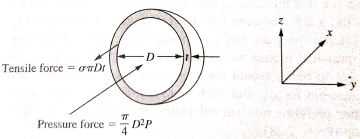 z
x
D
t
Tensile force = σπDt
ŷ
Pressure force = π/4 D²P